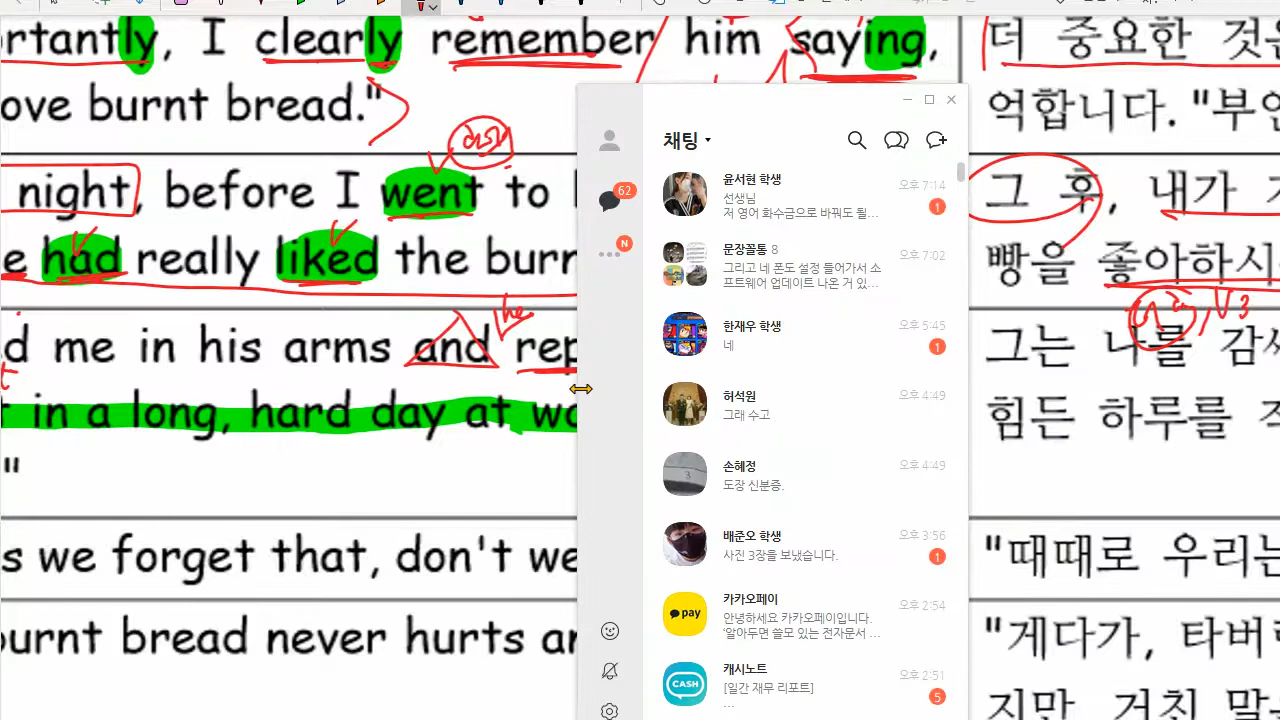 rtantly, I clearly remember him saying,
ove burnt bread."
night, before I went to
e had really liked the burn
d me in his arms and rep
t in a long, hard day at wo
"
s we forget that, don't we
burnt bread never hurts an
채팅
62
N
윤서현 학생
오후 7:14
선생님
저 영어 화수금으로 바꿔도 될...
1
문장꼴통 8
오후 7:02
그리고 네 폰도 설정 들어가서 소
프트웨어 업데이트 나온 거 있...
한재우 학생
오후 5:45
네
1
허석원
오후 4:49
그래 수고
손혜정
오후 4:49
도장 신분증.
배준오 학생
오후 3:56
사진 3장을 보냈습니다.
1
pay
카카오페이
오후 2:54
안녕하세요 카카오페이입니다.
'알아두면 쓸모 있는 전자문서 ...
CASH
캐시노트
오후 2:51
[일간 재무 리포트]
...
5
더 중요한 것은
억합니다. "부인
그 후, 내가
빵을 좋아하시
그는 나를 감싸
힘든 하루를
"때때로 우리는
"게다가, 타버린
지만 거친 말